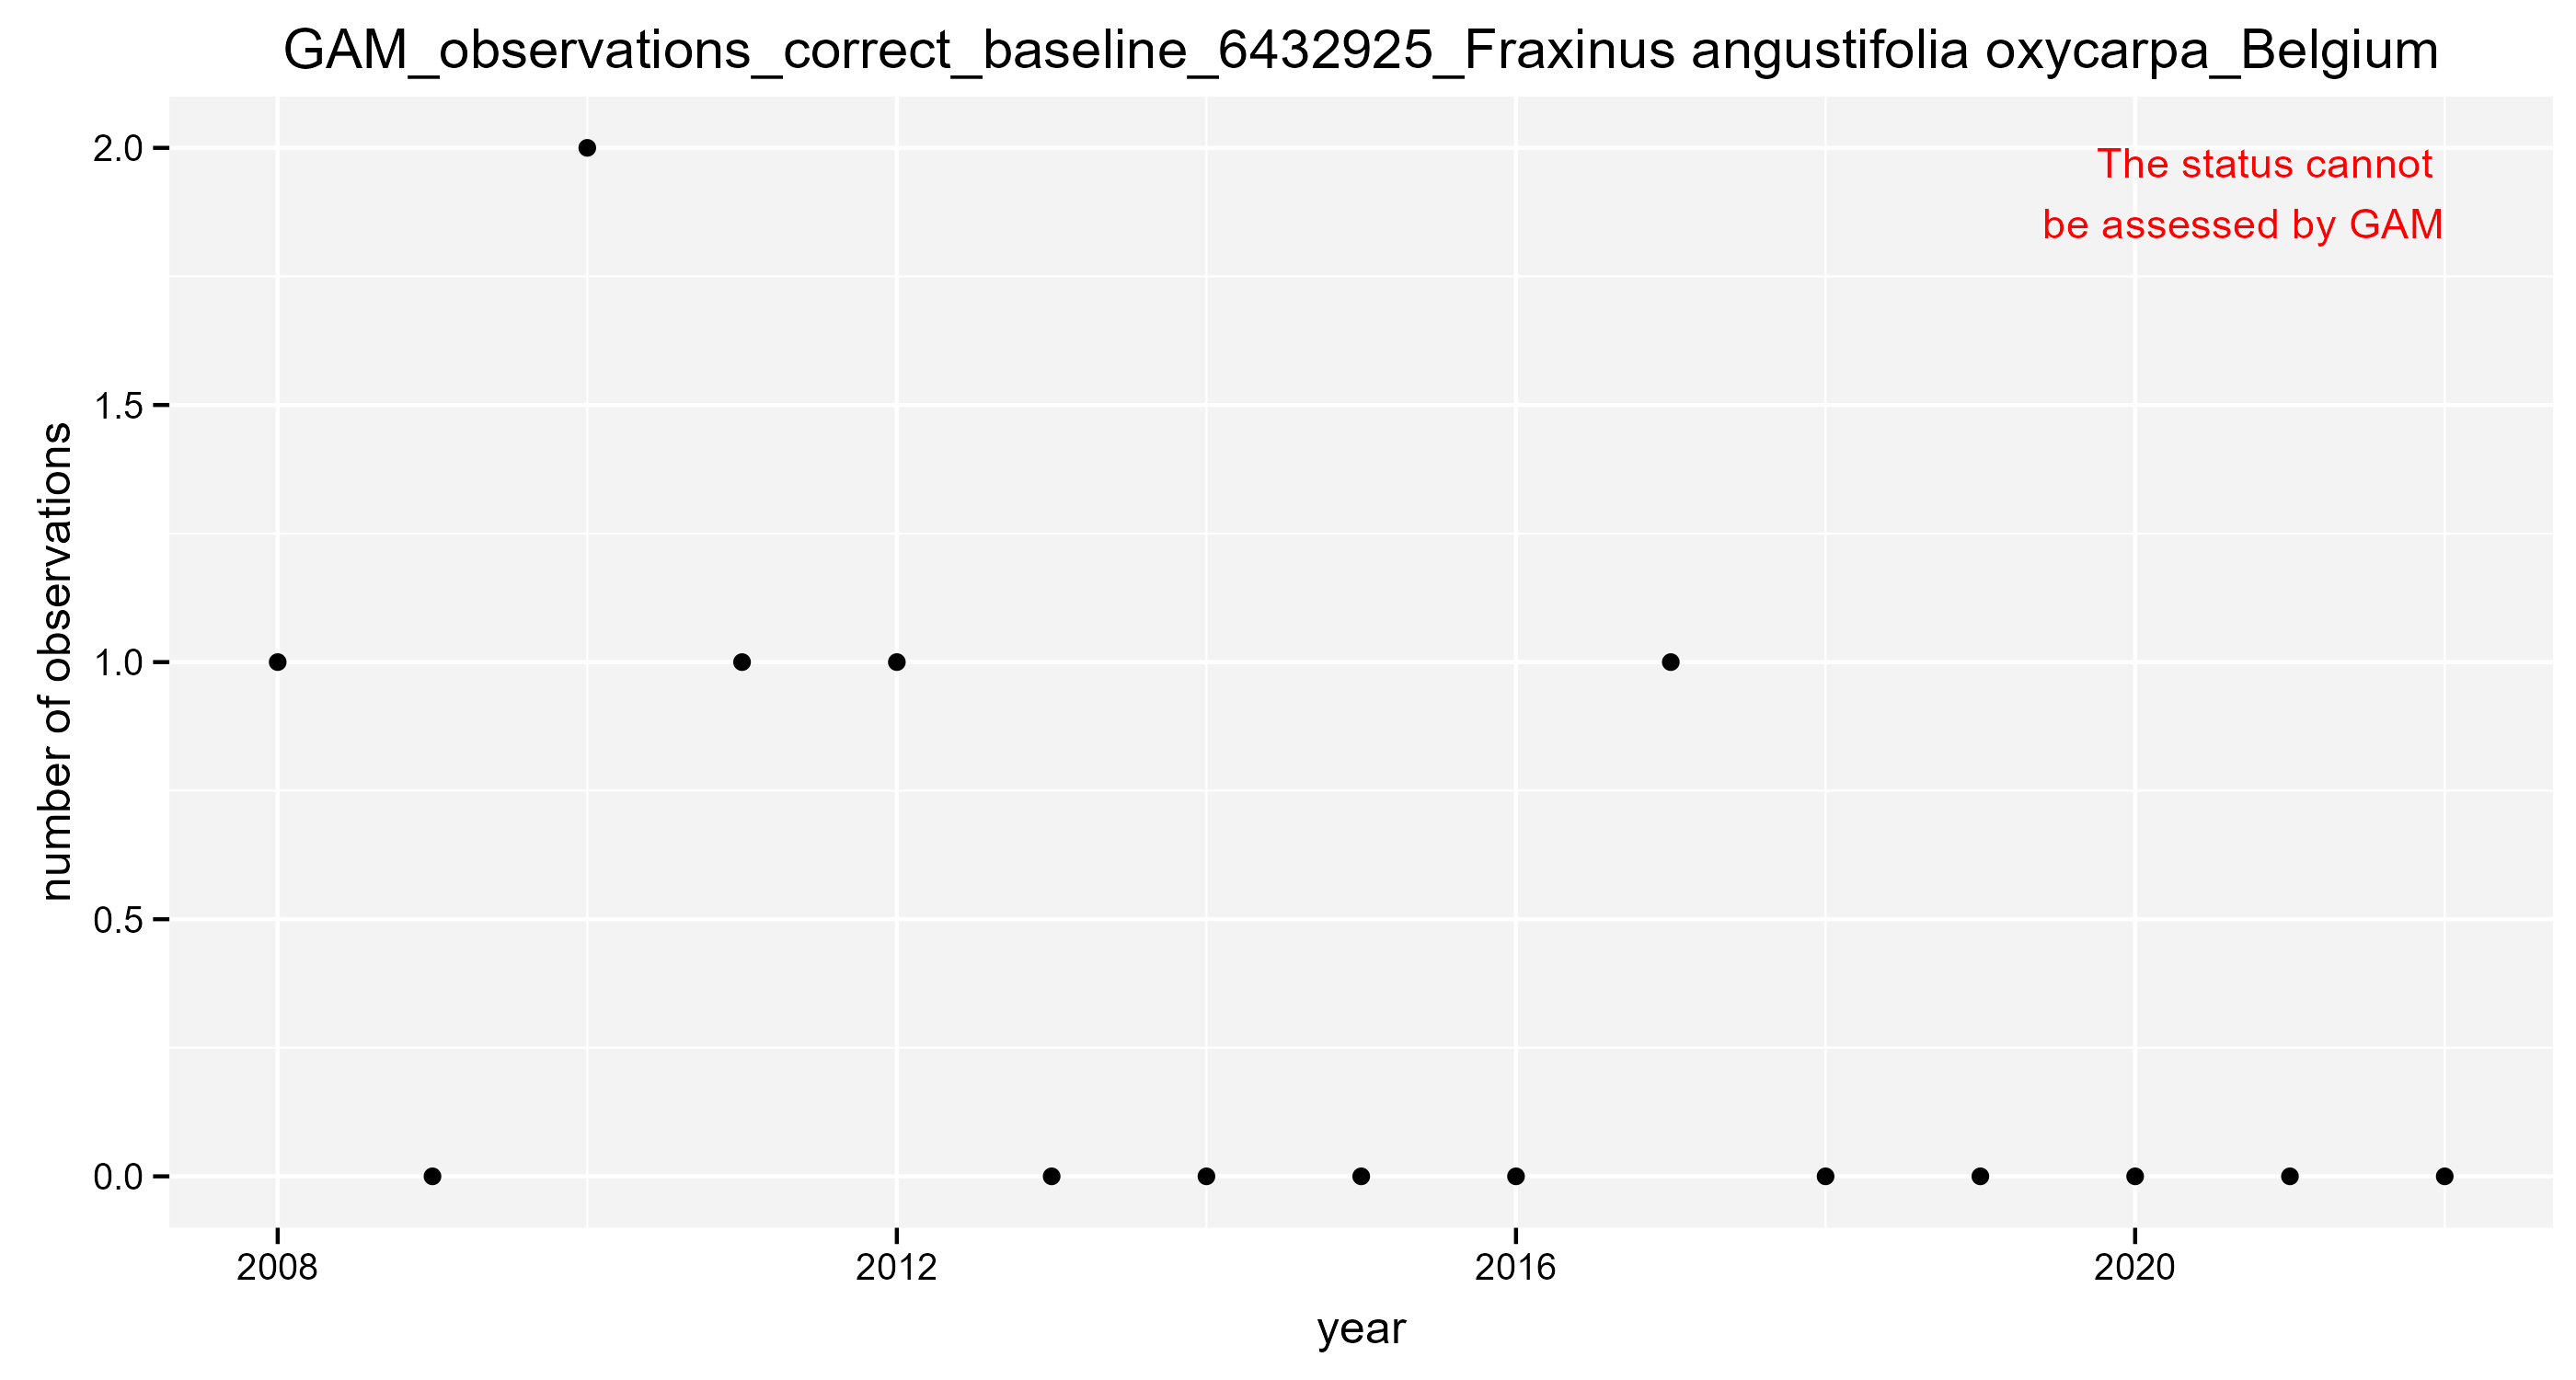 GAM_observations_correct_baseline_6432925_Fraxinus angustifolia oxycarpa_Belgium
The status cannot
be assessed by GAM
number of observations
2.0
1.5
1.0
0.5
0.0
2008
2012
2016
2020
year